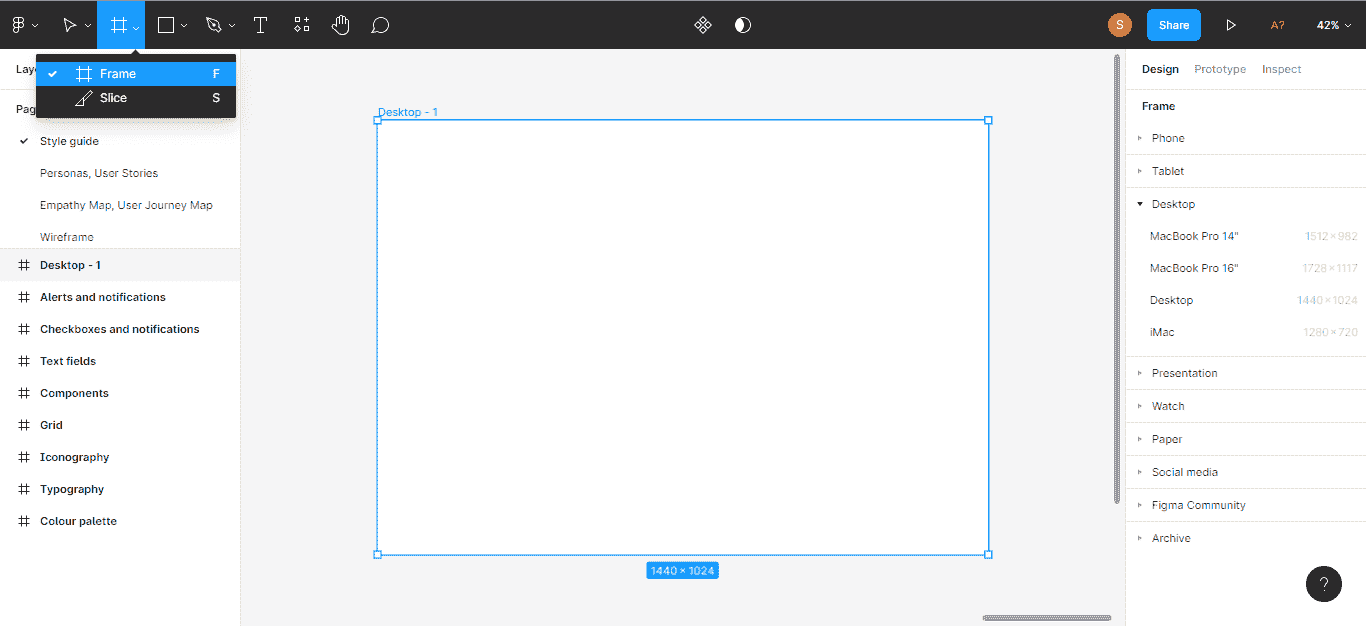 T
S
Share
A?
42%
Laye
Frame F
Slice S
Pag
Style guide
Personas, User Stories
Empathy Map, User Journey Map
Wireframe
Desktop - 1
Alerts and notifications
Checkboxes and notifications
Text fields
Components
Grid
Iconography
Typography
Colour palette
Desktop - 1
1440 × 1024
Design Prototype Inspect
Frame
Phone
Tablet
Desktop
MacBook Pro 14" 1512×982
MacBook Pro 16" 1728×1117
Desktop 1440×1024
iMac 1280×720
Presentation
Watch
Paper
Social media
Figma Community
Archive
?